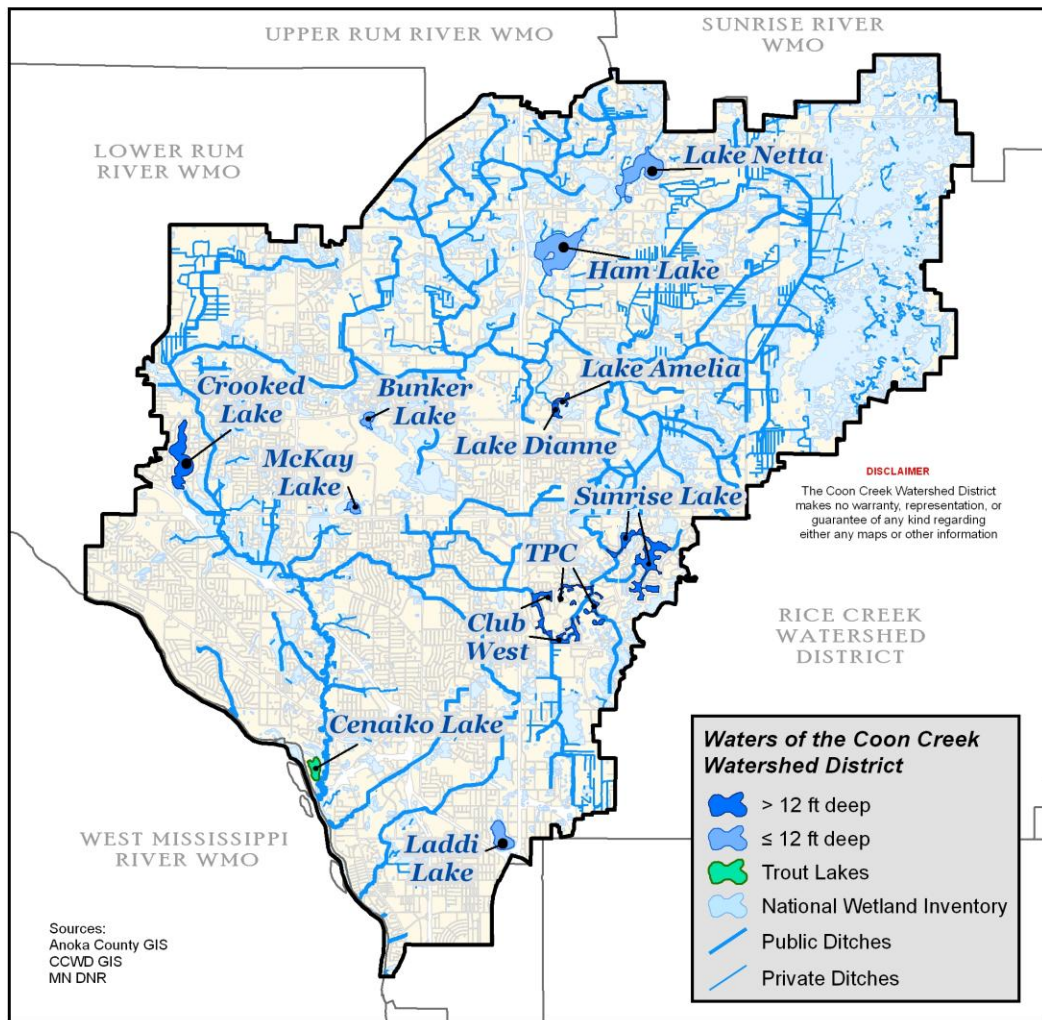 UPPER RUM RIVER WMO
SUNRISE RIVER
WMO
LOWER RUM
RIVER WMO
Lake Netta
Ham Lake
Lake Amelia
Crooked
Lake
Bunker
Lake
Lake Dianne
McKay
Lake
Sunrise Lake
DISCLAIMER
The Coon Creek Watershed District
makes no warranty, representation, or
guarantee of any kind regarding
either any maps or other information
TPC
Club
West
RICE CREEK
WATERSHED
DISTRICT
Cenaiko Lake
WEST MISSISSIPPI
RIVER WMO
Laddi
Lake
Waters of the Coon Creek
Watershed District
> 12 ft deep
≤ 12 ft deep
Trout Lakes
National Wetland Inventory
Public Ditches
Private Ditches
Sources:
Anoka County GIS
CCWD GIS
MN DNR